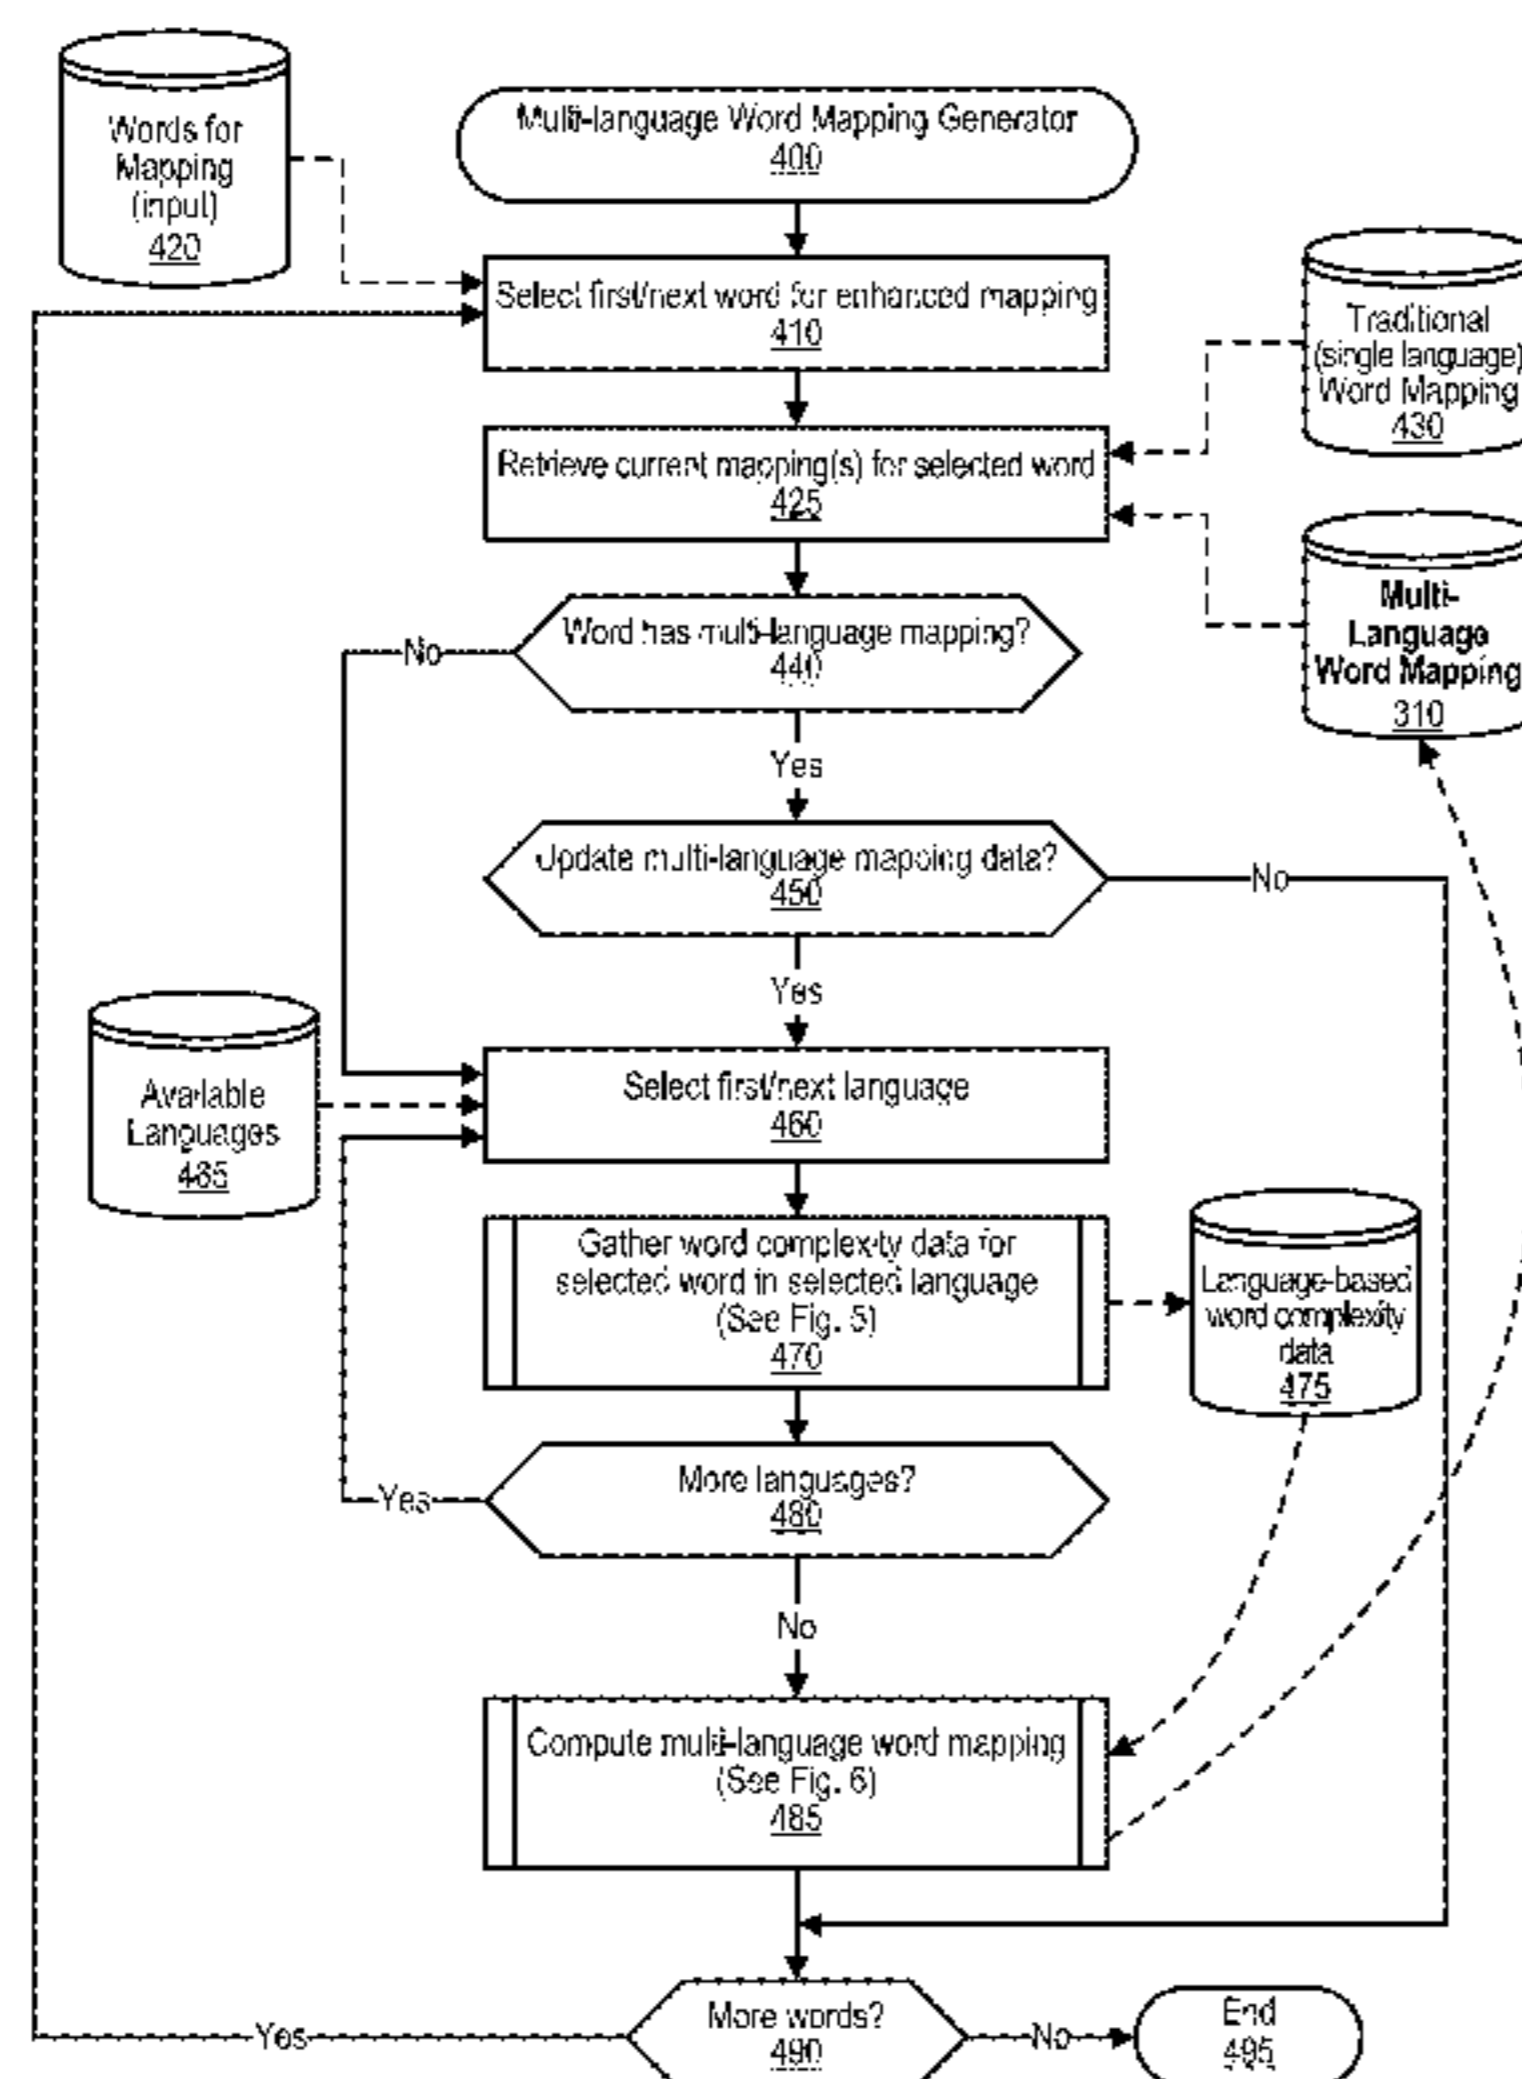 Words for
Mapping
(input)
420
Multi-language Word Mapping Generator
400
Select first/next word for enhanced mapping
410
Traditional
(single language)
Word Mapping
430
Retrieve current mapping(s) for selected word
425
Multi-
Language
Word Mapping
310
Word has multi-language mapping?
440
No
Yes
Update multi-language mapping data?
450
No
Yes
Available
Languages
465
Select first/next language
460
Gather word complexity data for
selected word in selected language
(See Fig. 5)
470
Language-based
word complexity
data
475
More languages?
480
Yes
No
Compute multi-language word mapping
(See Fig. 6)
485
More words?
490
Yes
No
End
495